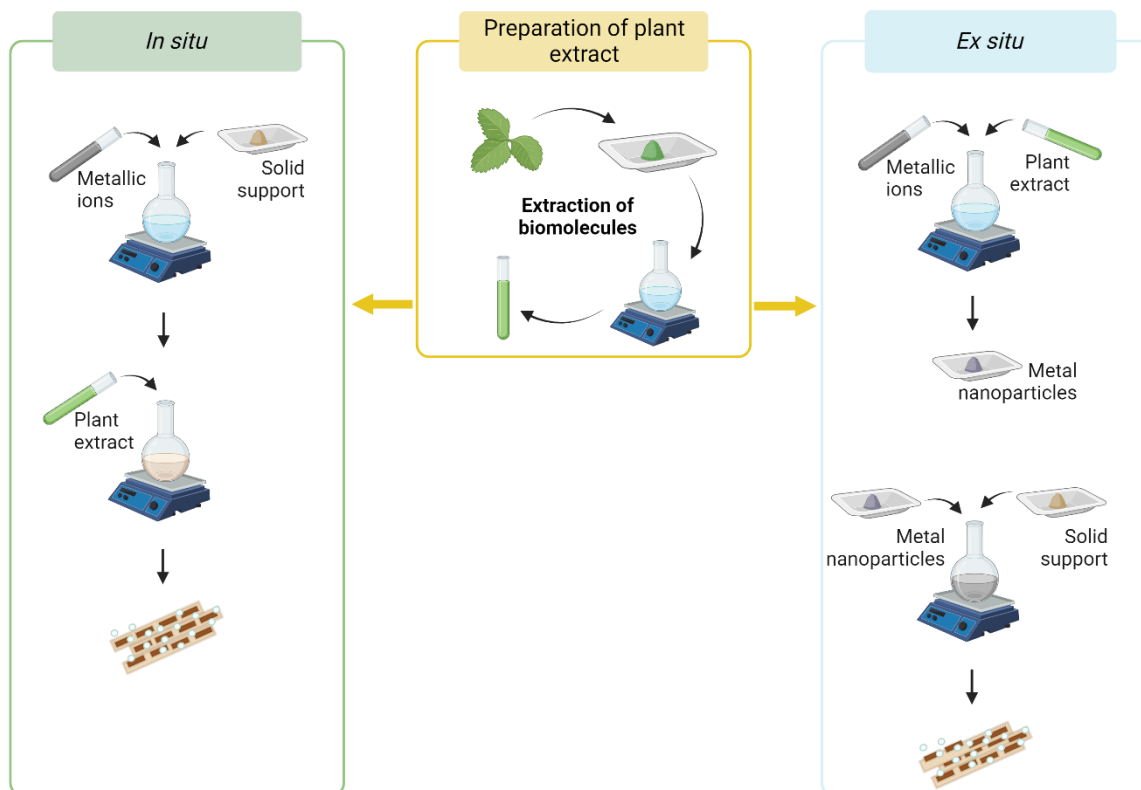 In situ
Metallic
ions
Solid
support
Plant
extract
Preparation of plant
extract
Extraction of
biomolecules
Ex situ
Metallic
ions
Plant
extract
Metal
nanoparticles
Metal
nanoparticles
Solid
support